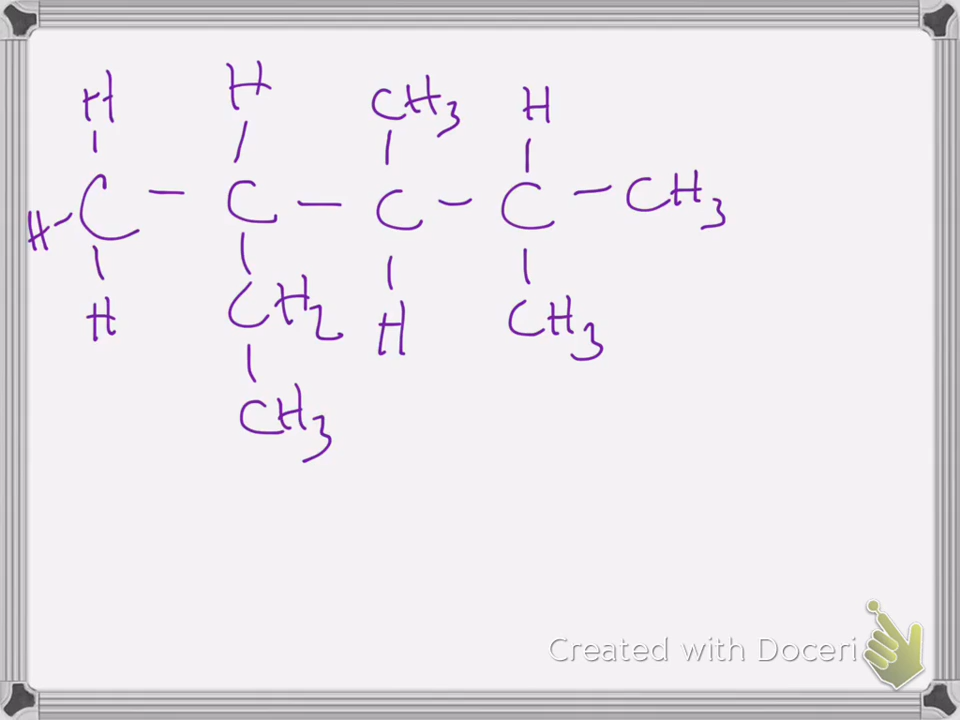 H H CH3 H
H - C - C - C - C - CH3
H CH2 H CH3
CH3
Created with Doceri